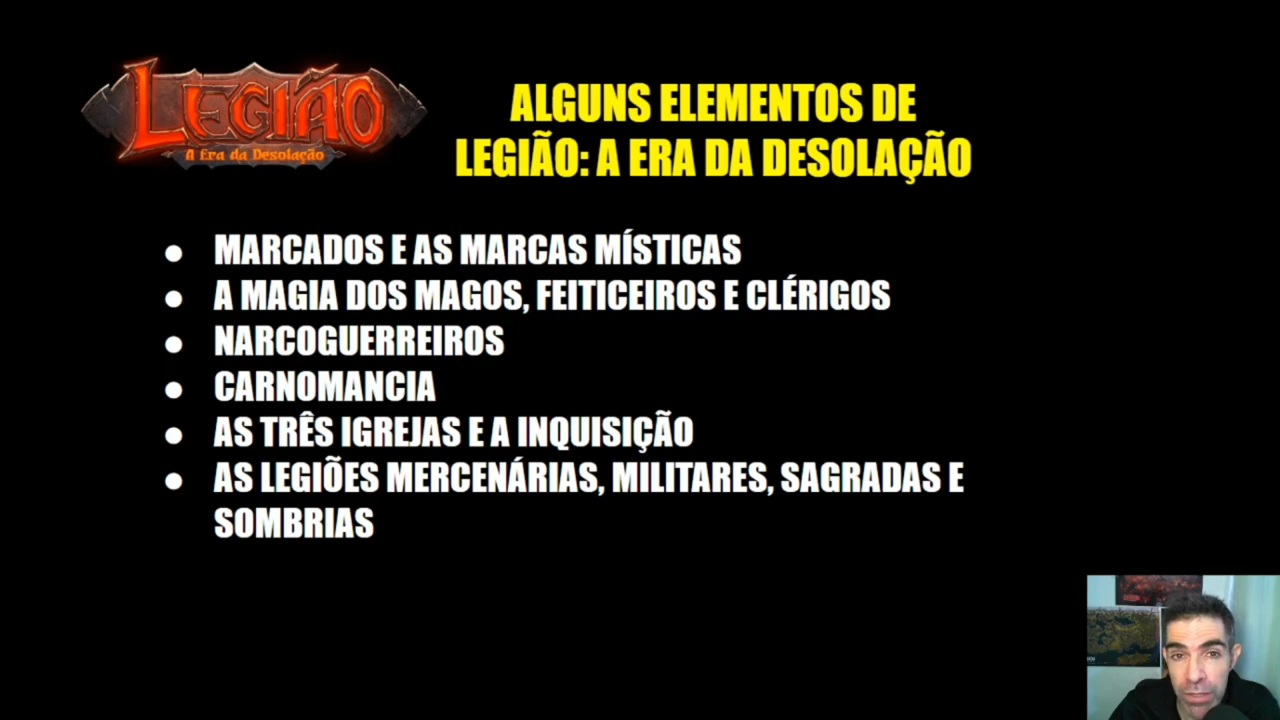 LEGIÃO
A Era da Desolação
ALGUNS ELEMENTOS DE
LEGIÃO: A ERA DA DESOLAÇÃO
● MARCADOS E AS MARCAS MÍSTICAS
● A MAGIA DOS MAGOS, FEITICEIROS E CLÉRIGOS
● NARCOGUERREIROS
● CARNOMANCIA
● AS TRÊS IGREJAS E A INQUISIÇÃO
● AS LEGIÕES MERCENÁRIAS, MILITARES, SAGRADAS E
SOMBRIAS